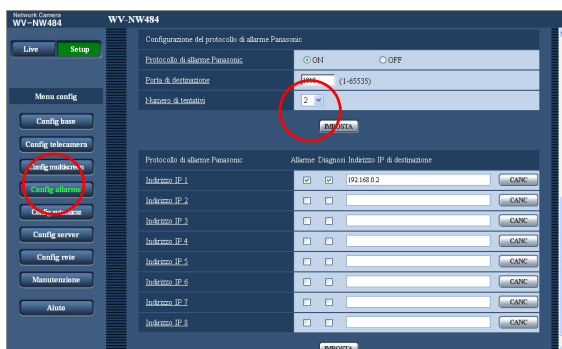 Network Camera
WV-NW484
WV-NW484
Live Setup
Menu config
Config base
Config telecamera
Config multiscreen
Config allarme
Config server
Config rete
Manutenzione
Aiuto
Configurazione del protocollo di allarme Panasonic
Protocollo di allarme Panasonic ON OFF
Porta di destinazione (1-65535)
Numero di tentativi 2
IMPOSTA
Protocollo di allarme Panasonic Allarme Diagnosi Indirizzo IP di destinazione
Indirizzo IP 1 192.168.0.2 CANC
Indirizzo IP 2 CANC
Indirizzo IP 3 CANC
Indirizzo IP 4 CANC
Indirizzo IP 5 CANC
Indirizzo IP 6 CANC
Indirizzo IP 7 CANC
Indirizzo IP 8 CANC
IMPOSTA